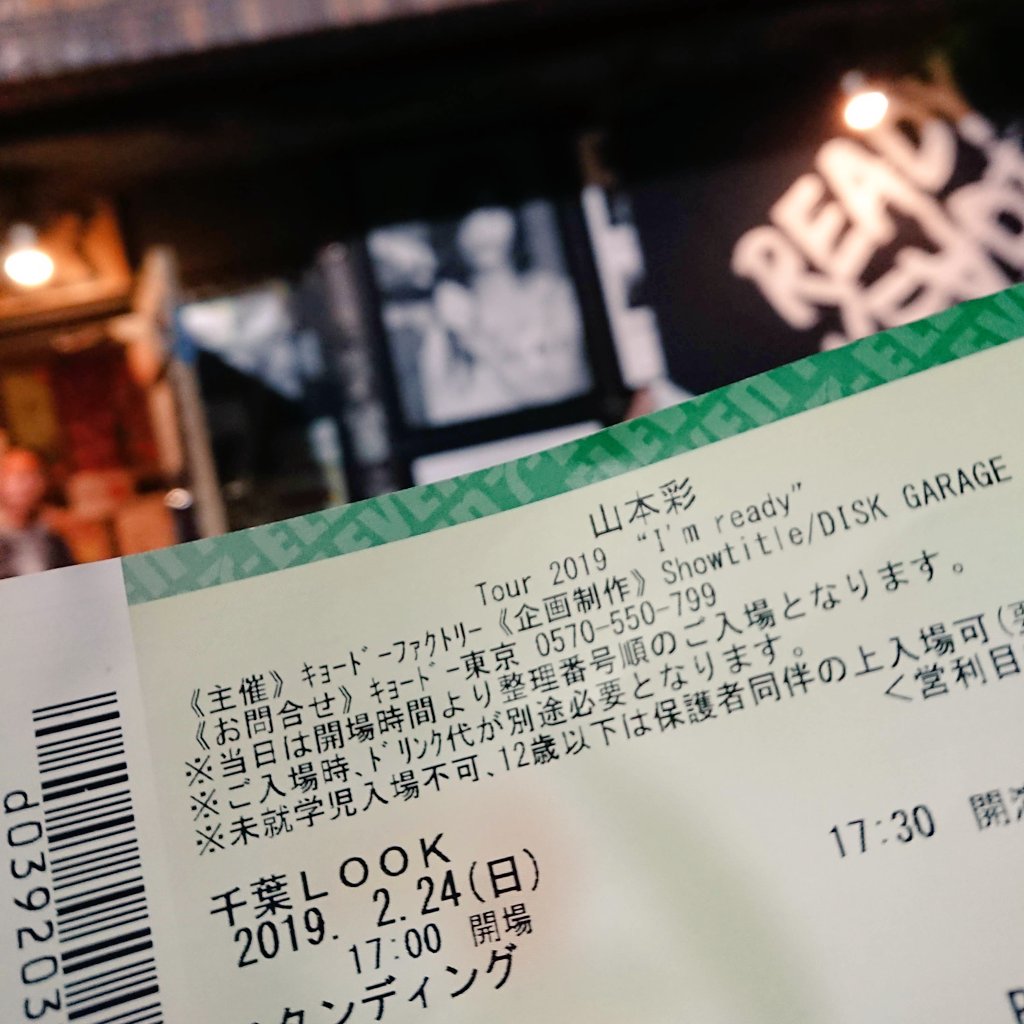 READY
山本彩
Tour 2019 “I'm ready”
《主催》ｷｮｰﾄﾞｰﾌｧｸﾄﾘｰ《企画制作》Showtitle/DISK GARAGE
《お問合せ》ｷｮｰﾄﾞｰ東京 0570-550-799
※当日は開場時間より整理番号順のご入場となります。
※ご入場時､ﾄﾞﾘﾝｸ代が別途必要となります。
※未就学児入場不可､12歳以下は保護者同伴の上入場可(
<営利目
千葉ＬＯＯＫ
2019. 2.24(日)
17:00 開場
17:30 開演
タンディング
d039203